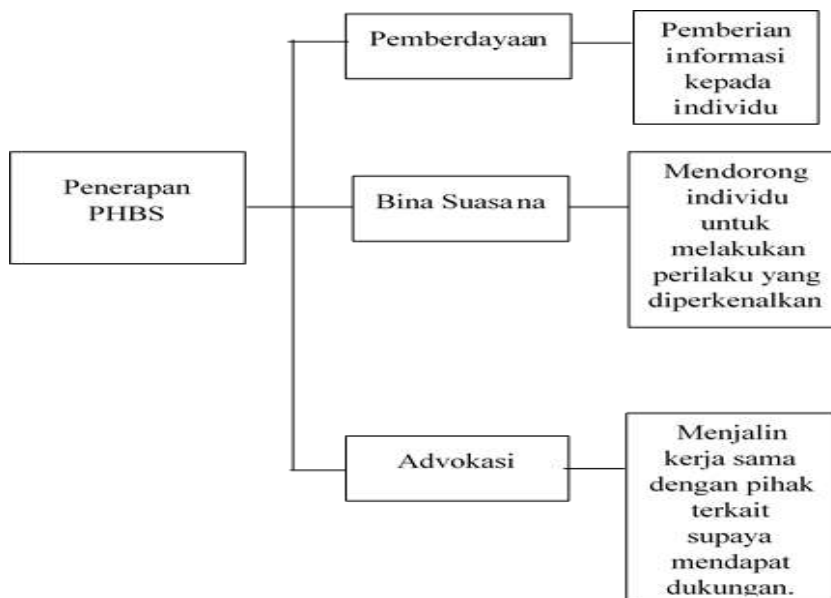 Penerapan
PHBS
Pemberdayaan
Pemberian
informasi
kepada
individu
Bina Suasana
Mendorong
individu
untuk
melakukan
perilaku yang
diperkenalkan
Advokasi
Menjalin
kerja sama
dengan pihak
terkait
supaya
mendapat
dukungan.